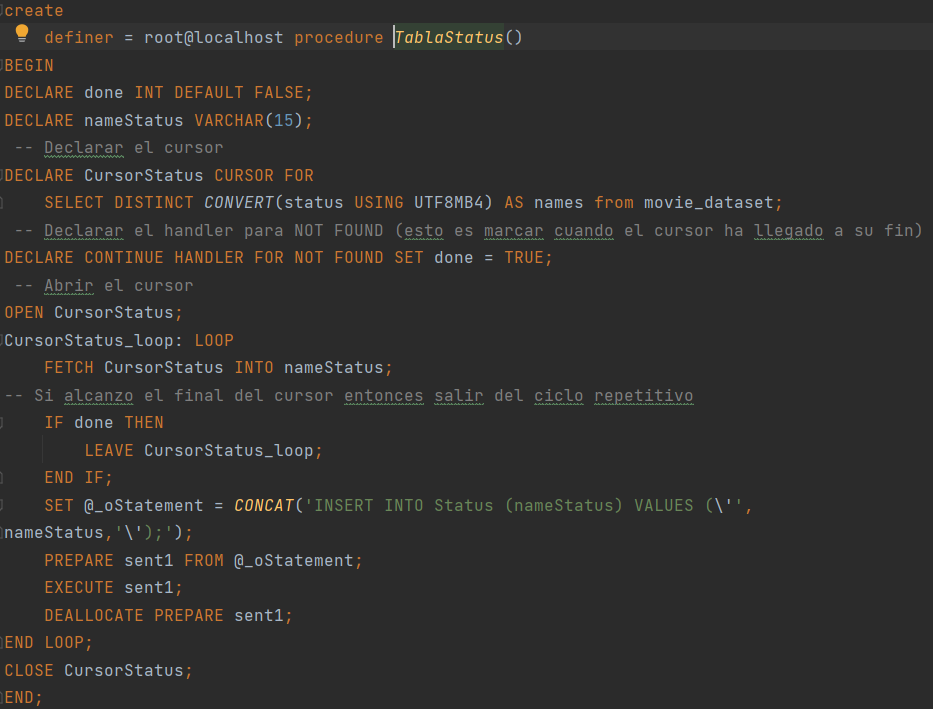 create
definer = root@localhost procedure TablaStatus()
BEGIN
DECLARE done INT DEFAULT FALSE;
DECLARE nameStatus VARCHAR(15);
-- Declarar el cursor
DECLARE CursorStatus CURSOR FOR
SELECT DISTINCT CONVERT(status USING UTF8MB4) AS names from movie_dataset;
-- Declarar el handler para NOT FOUND (esto es marcar cuando el cursor ha llegado a su fin)
DECLARE CONTINUE HANDLER FOR NOT FOUND SET done = TRUE;
-- Abrir el cursor
OPEN CursorStatus;
CursorStatus_loop: LOOP
FETCH CursorStatus INTO nameStatus;
-- Si alcanzo el final del cursor entonces salir del ciclo repetitivo
IF done THEN
LEAVE CursorStatus_loop;
END IF;
SET @_oStatement = CONCAT('INSERT INTO Status (nameStatus) VALUES (\'',
nameStatus,'\');');
PREPARE sent1 FROM @_oStatement;
EXECUTE sent1;
DEALLOCATE PREPARE sent1;
END LOOP;
CLOSE CursorStatus;
END;